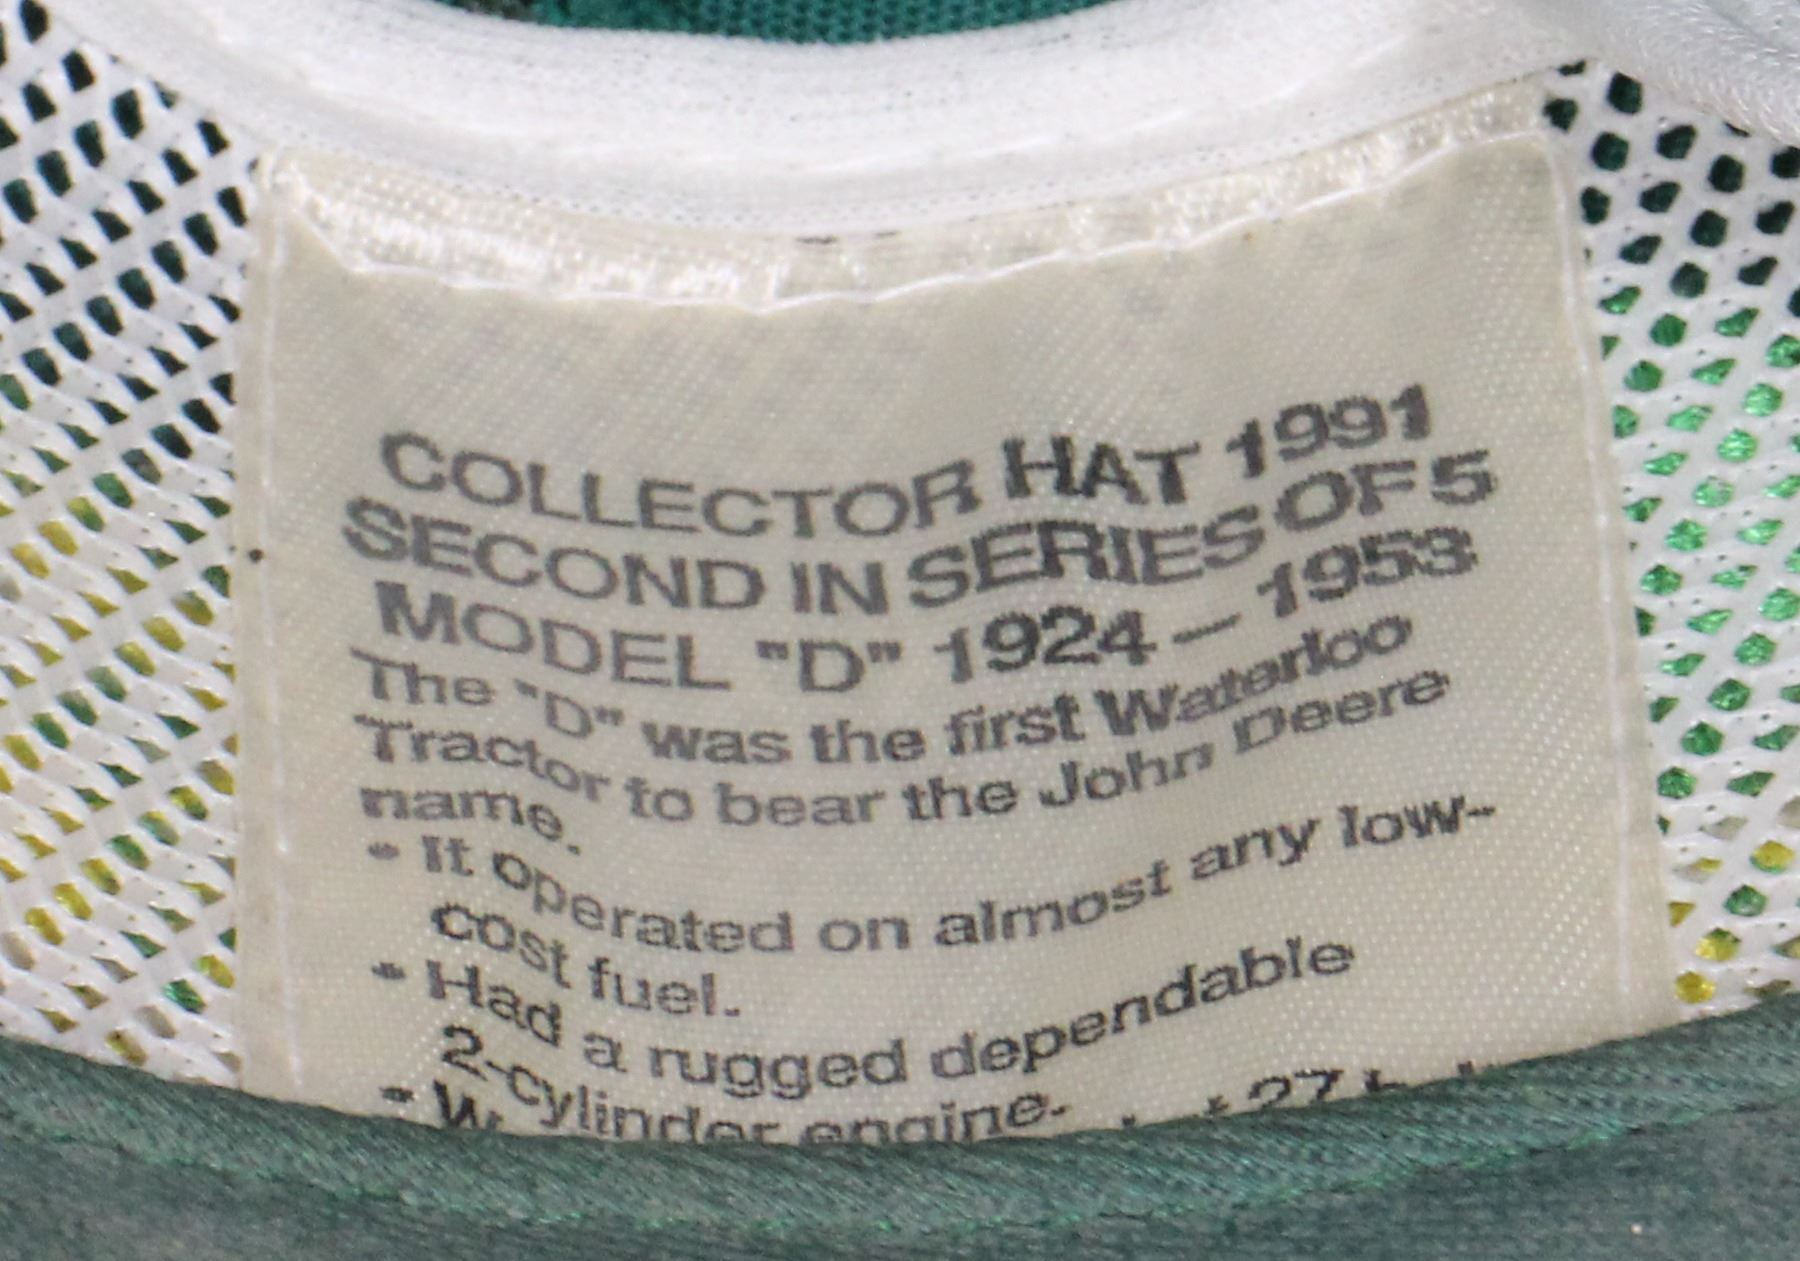 COLLECTOR HAT 1991
SECOND IN SERIES OF 5
MODEL "D" 1924 — 1953
The "D" was the first Waterloo
Tractor to bear the John Deere
name.
• It operated on almost any low-
cost fuel.
• Had a rugged dependable
2-cylinder engine.
• 27